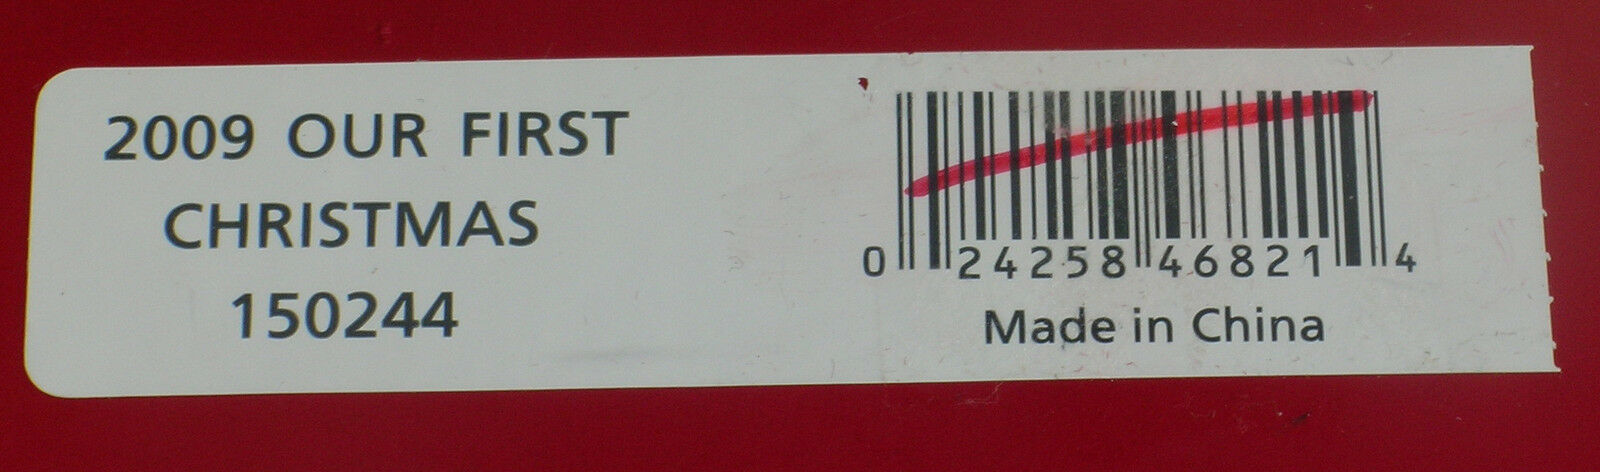 2009 OUR FIRST
CHRISTMAS
150244
0 24258 46821 4
Made in China